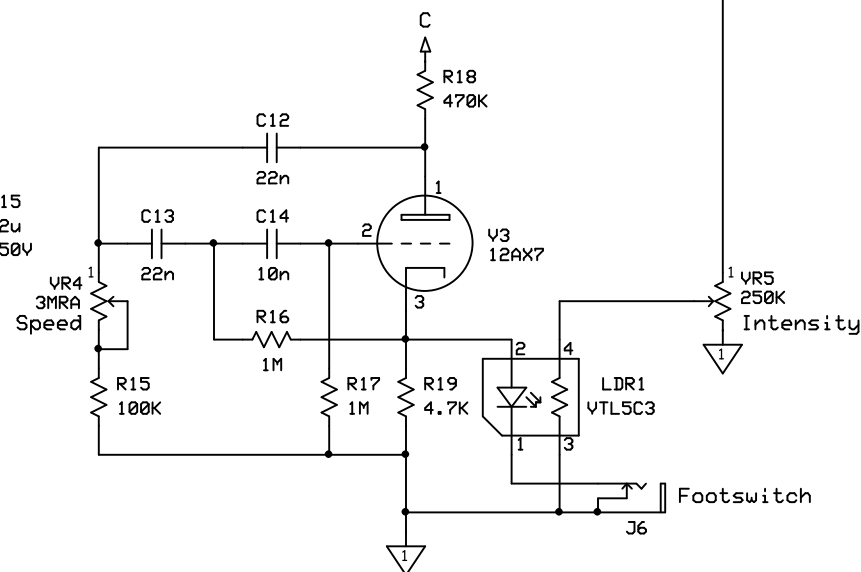 C
R18
470K
C12
22n
1
15
2u
50V
C13
22n
C14
10n
2
V3
12AX7
3
1
VR4
3MRA
Speed
R16
1M
1
VR5
250K
Intensity
1
2
4
R15
100K
R17
1M
R19
4.7K
LDR1
VTL5C3
1
3
Footswitch
J6
1